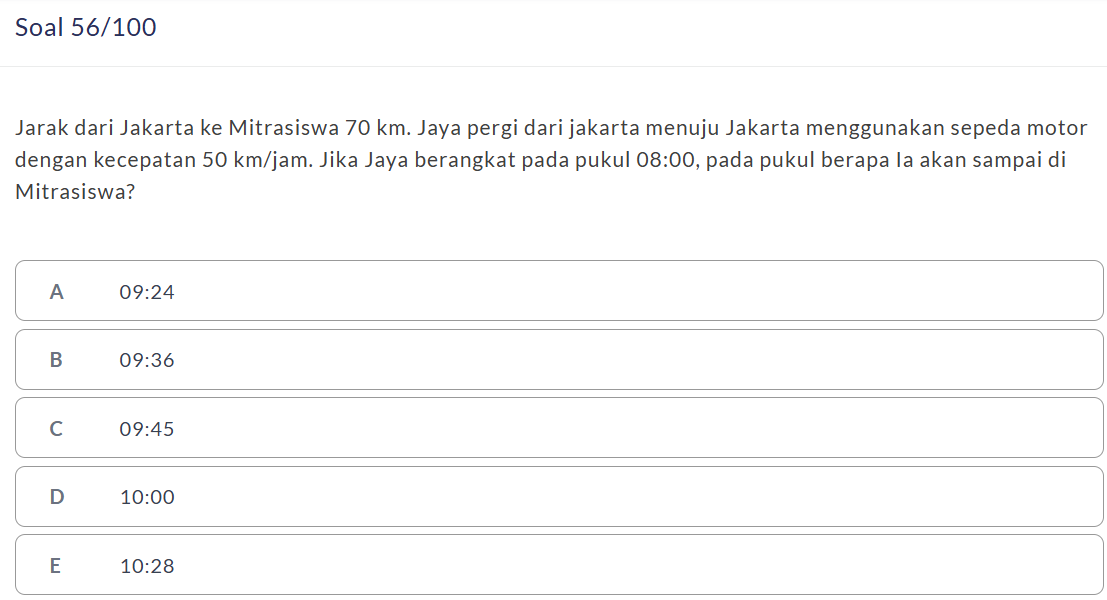 Soal 56/100
Jarak dari Jakarta ke Mitrasiswa 70 km. Jaya pergi dari jakarta menuju Jakarta menggunakan sepeda motor
dengan kecepatan 50 km/jam. Jika Jaya berangkat pada pukul 08:00, pada pukul berapa Ia akan sampai di
Mitrasiswa?
A 09:24
B 09:36
C 09:45
D 10:00
E 10:28